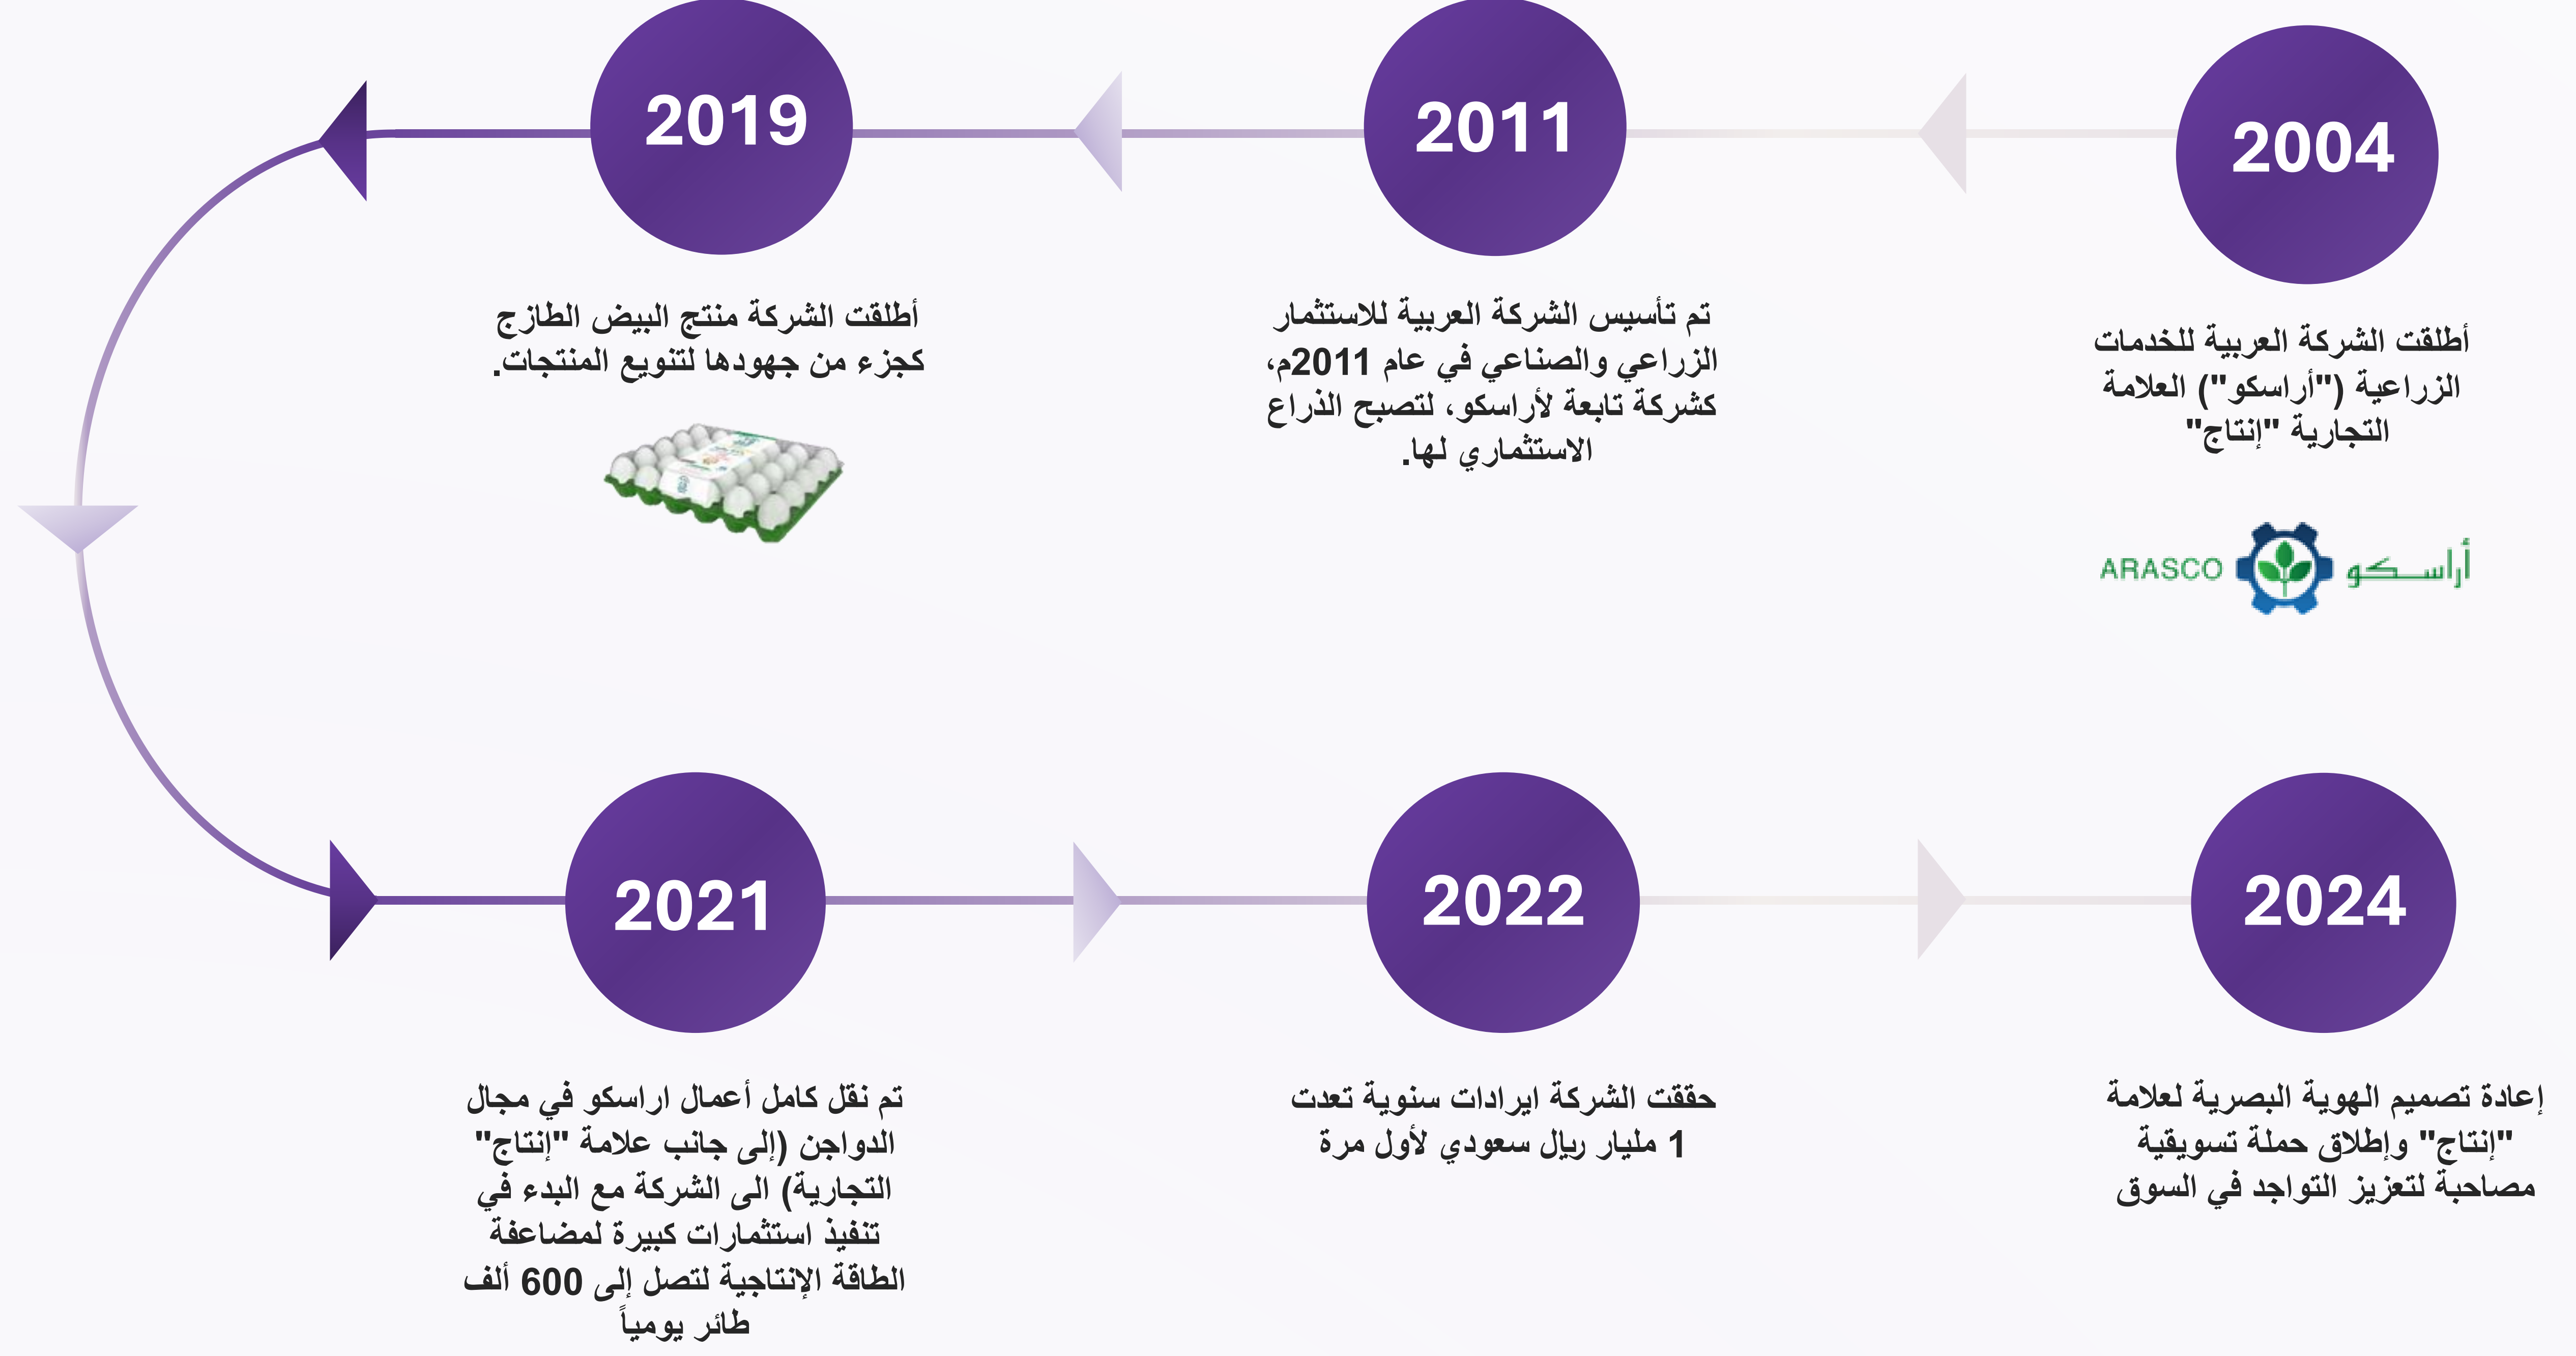 2004
أطلقت الشركة العربية للخدمات
الزراعية ("أراسكو") العلامة
التجارية "إنتاج"
أراسكو ARASCO
2011
تم تأسيس الشركة العربية للاستثمار
الزراعي والصناعي في عام 2011م،
كشركة تابعة لأراسكو، لتصبح الذراع
الاستثماري لها.
2019
أطلقت الشركة منتج البيض الطازج
كجزء من جهودها لتنويع المنتجات.
2021
تم نقل كامل أعمال اراسكو في مجال
الدواجن (إلى جانب علامة "إنتاج"
التجارية) الى الشركة مع البدء في
تنفيذ استثمارات كبيرة لمضاعفة
الطاقة الإنتاجية لتصل إلى 600 ألف
طائر يومياً
2022
حققت الشركة ايرادات سنوية تعدت
1 مليار ريال سعودي لأول مرة
2024
إعادة تصميم الهوية البصرية لعلامة
"إنتاج" وإطلاق حملة تسويقية
مصاحبة لتعزيز التواجد في السوق